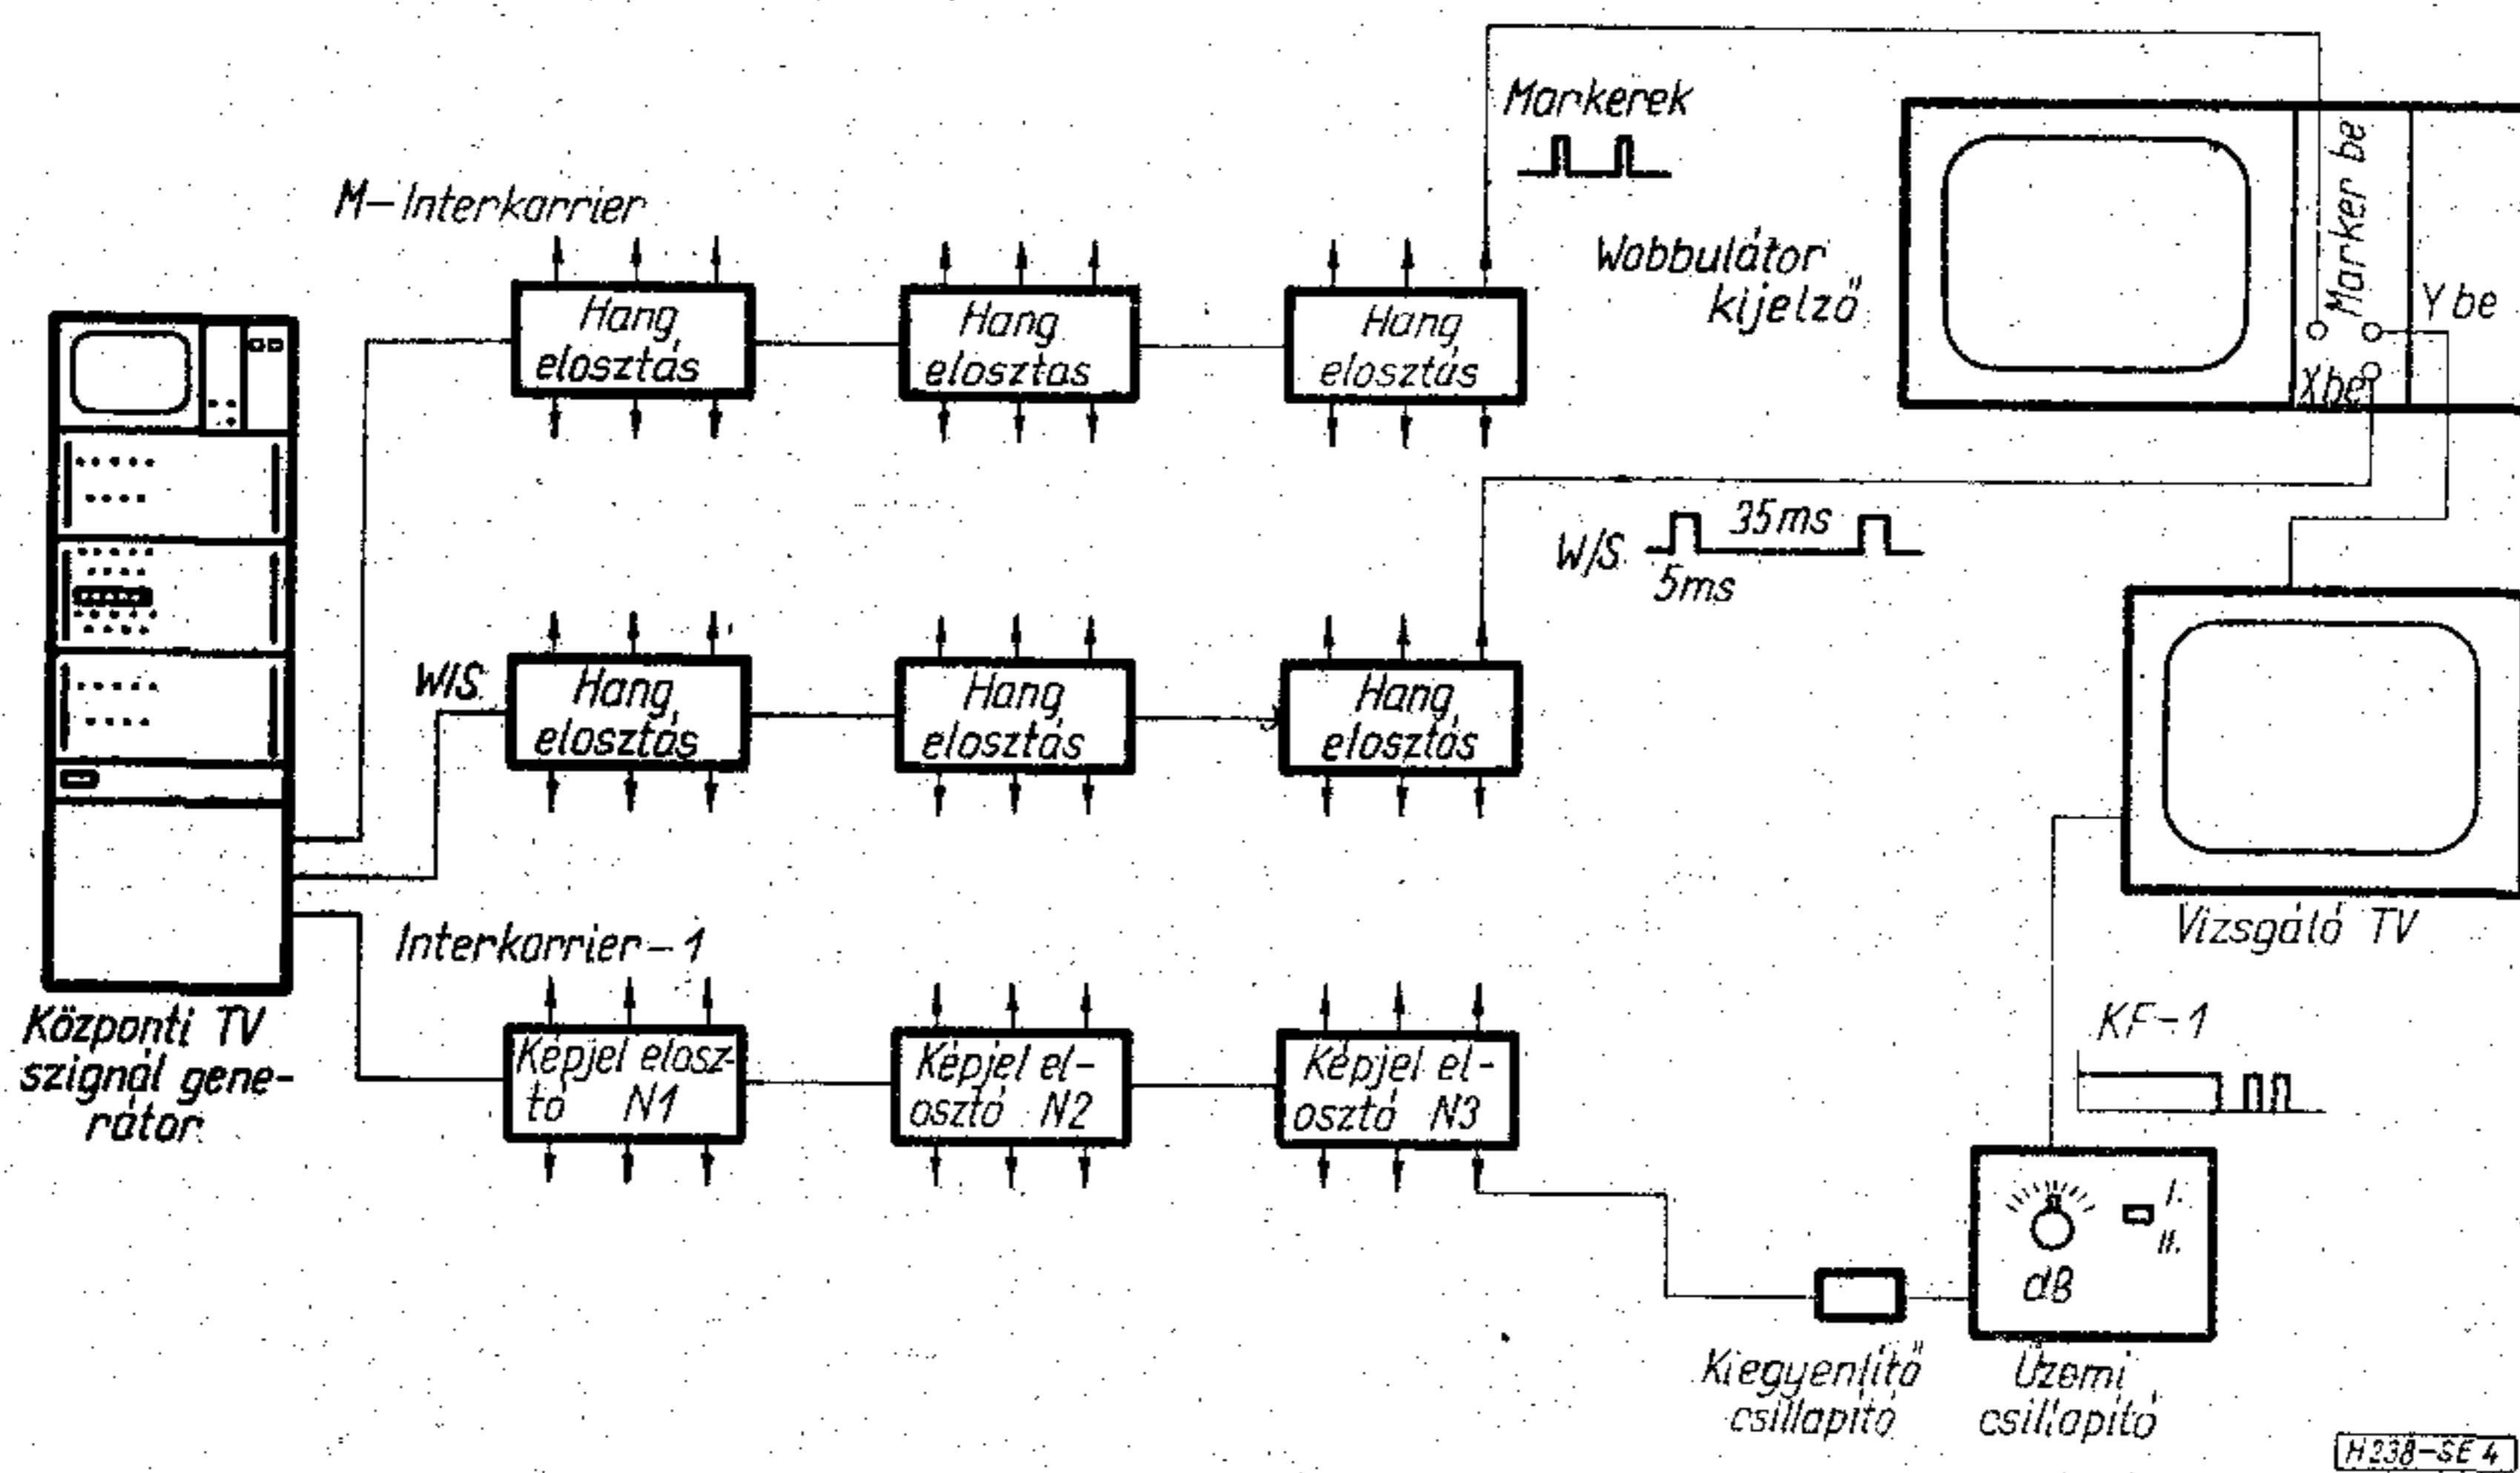 Markerek
M-Interkarrier
Wobbulátor
kijelző
Marker be
Y be
X be
Hang
elosztás
Hang
elosztas
Hang
elosztás
35ms
W/S
5ms
W/S
Hang
elosztás
Hang
elosztás
Hang
elosztás
Vizsgáló TV
Interkarrier-1
Központi TV
szignál gene-
rátor
Képjel elosz-
tó N1
Képjel el-
osztó N2
Képjel el-
osztó N3
KF-1
I.
II.
dB
Kiegyenlítő
csillapító
Üzemi
csillapító
H238-SE 4